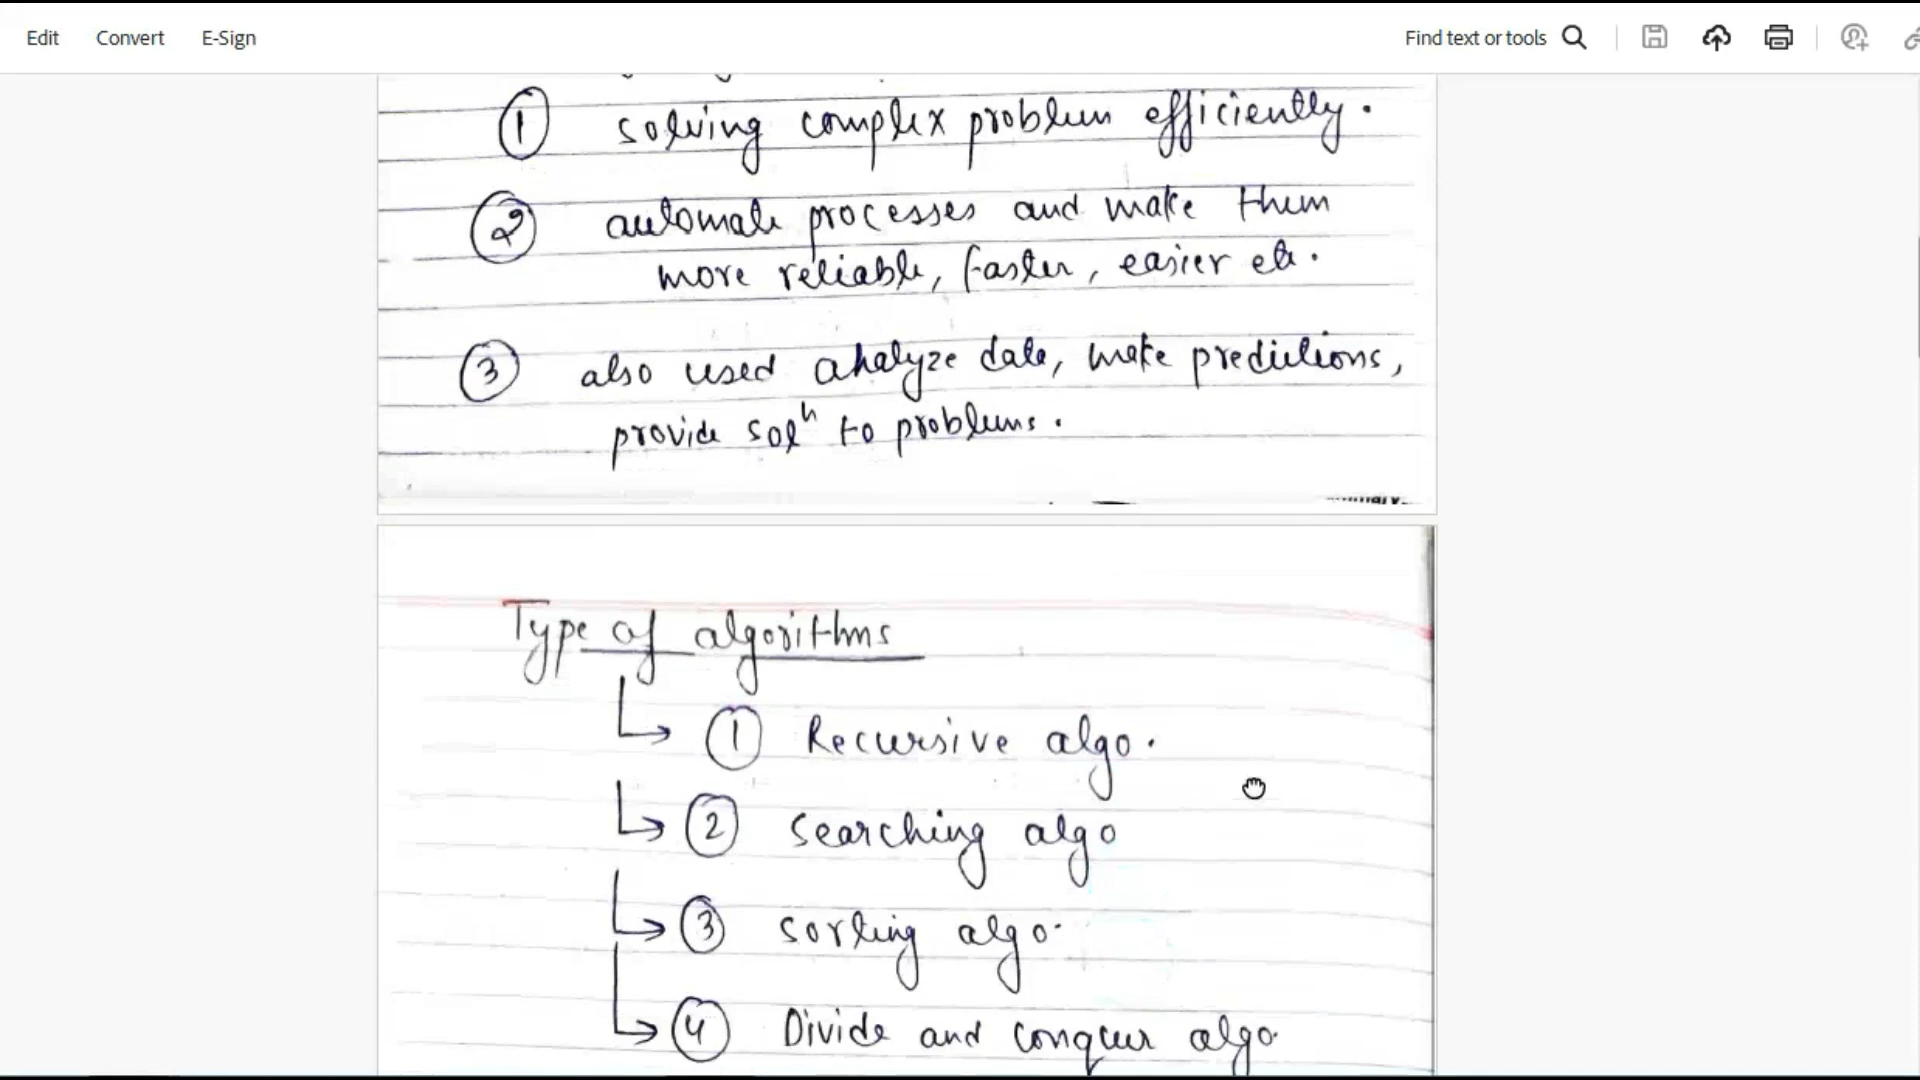 Edit Convert E-Sign Find text or tools
① solving complex problem efficiently.
② automate processes and make them
more reliable, faster, easier etc.
③ also used analyze data, make predictions,
provide solⁿ to problems.
Type of algorithms
① Recursive algo.
② Searching algo
③ sorting algo.
④ Divide and conquer algo.